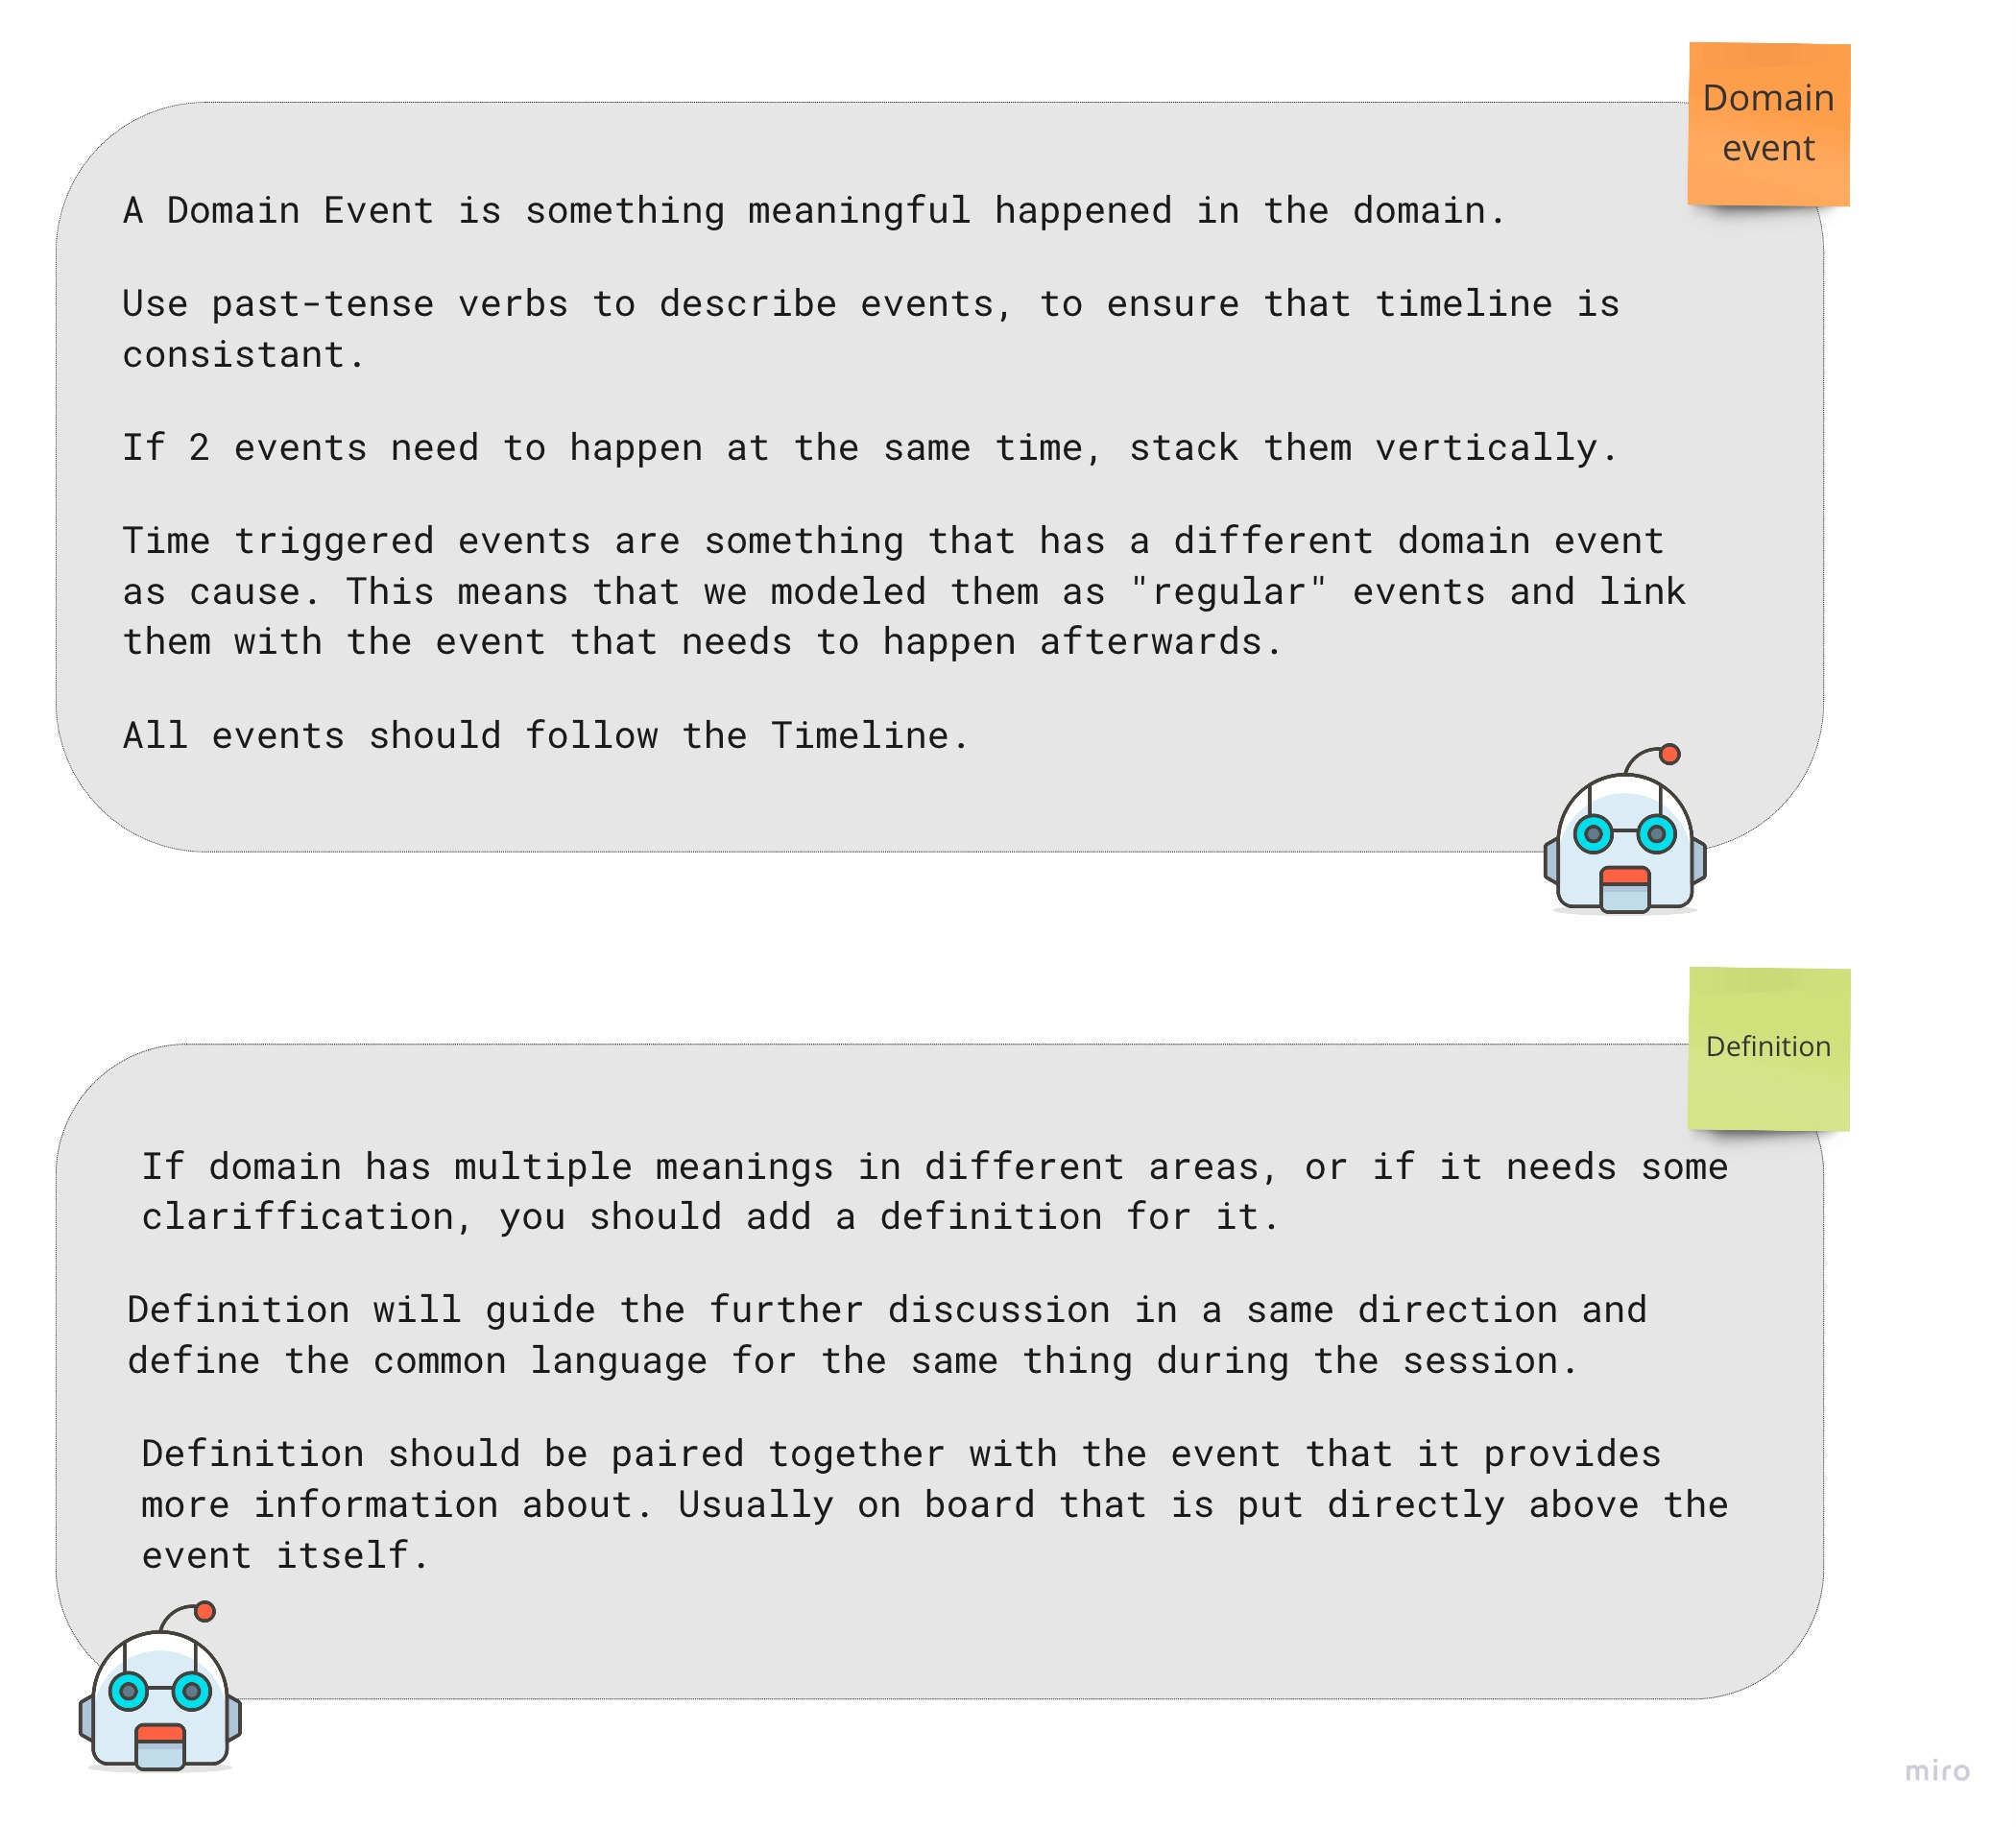 Domain
event
A Domain Event is something meaningful happened in the domain.
Use past-tense verbs to describe events, to ensure that timeline is
consistant.
If 2 events need to happen at the same time, stack them vertically.
Time triggered events are something that has a different domain event
as cause. This means that we modeled them as "regular" events and link
them with the event that needs to happen afterwards.
All events should follow the Timeline.
Definition
If domain has multiple meanings in different areas, or if it needs some
clariffication, you should add a definition for it.
Definition will guide the further discussion in a same direction and
define the common language for the same thing during the session.
Definition should be paired together with the event that it provides
more information about. Usually on board that is put directly above the
event itself.
miro